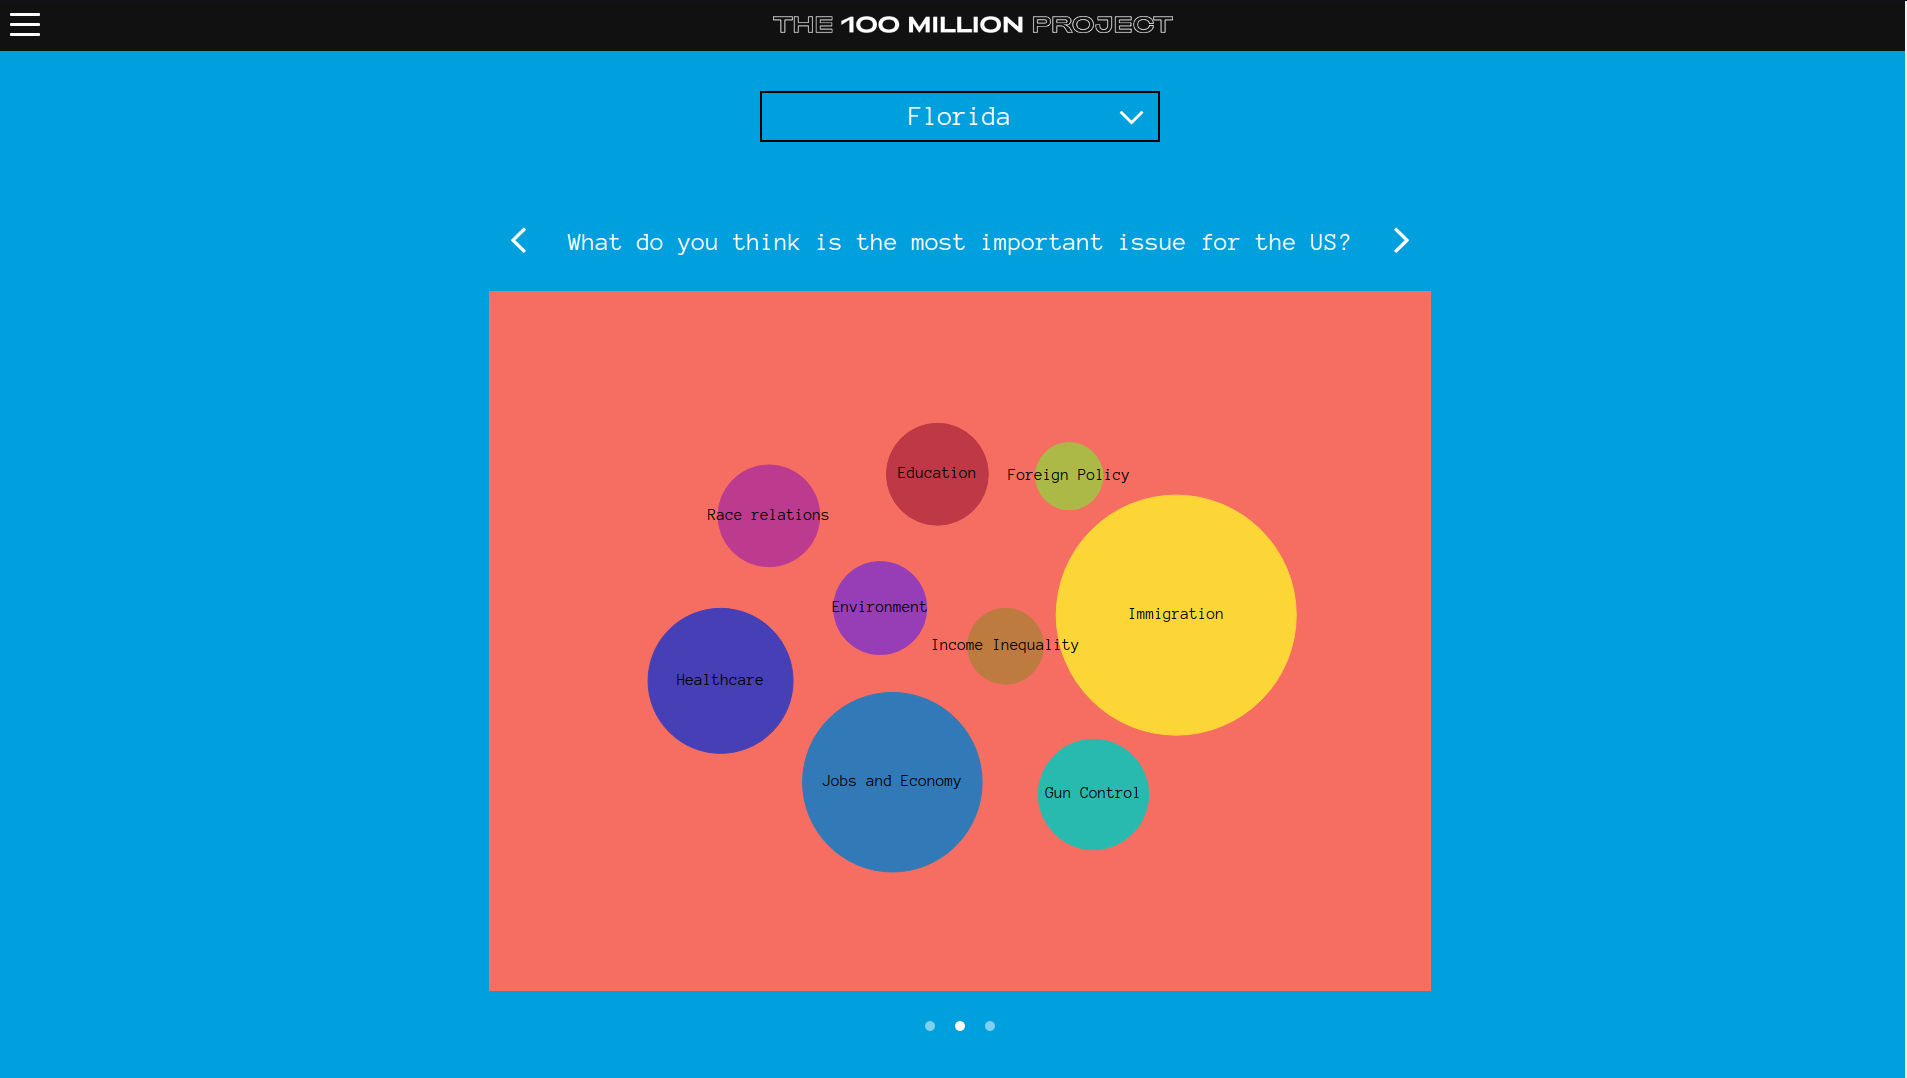 THE 100 MILLION PROJECT
Florida
What do you think is the most important issue for the US?
Education
Foreign Policy
Race relations
Environment
Immigration
Income Inequality
Healthcare
Jobs and Economy
Gun Control